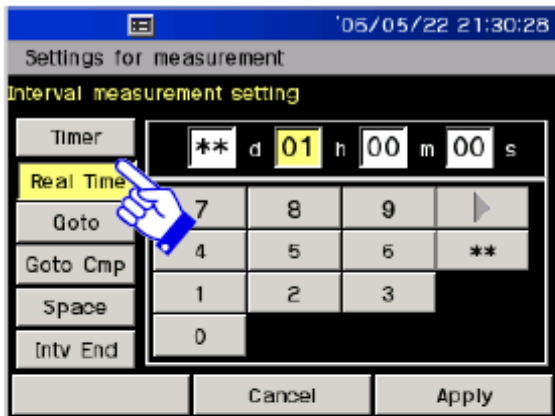 '06/05/22 21:30:28
Settings for measurement
Interval measurement setting
Timer
** d 01 h 00 m 00 s
Real Time
7 8 9
Goto
4 5 6 **
Goto Cmp
1 2 3
Space
0
Intv End
Cancel Apply